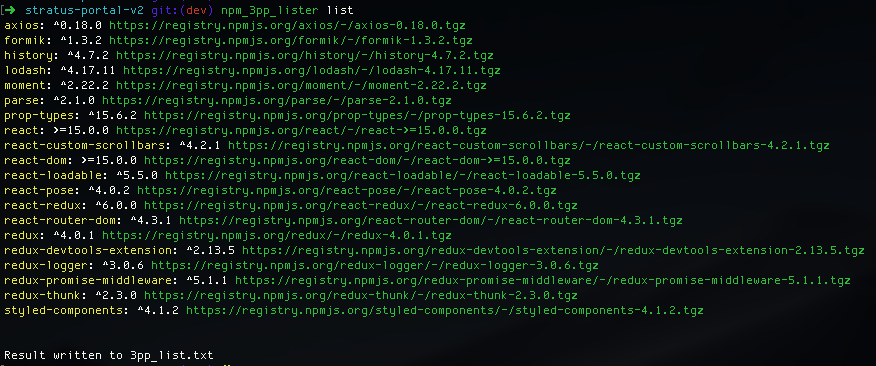 [➜ stratus-portal-v2 git:(dev) npm_3pp_lister list
axios: ^0.18.0 https://registry.npmjs.org/axios/-/axios-0.18.0.tgz
formik: ^1.3.2 https://registry.npmjs.org/formik/-/formik-1.3.2.tgz
history: ^4.7.2 https://registry.npmjs.org/history/-/history-4.7.2.tgz
lodash: ^4.17.11 https://registry.npmjs.org/lodash/-/lodash-4.17.11.tgz
moment: ^2.22.2 https://registry.npmjs.org/moment/-/moment-2.22.2.tgz
parse: ^2.1.0 https://registry.npmjs.org/parse/-/parse-2.1.0.tgz
prop-types: ^15.6.2 https://registry.npmjs.org/prop-types/-/prop-types-15.6.2.tgz
react: >=15.0.0 https://registry.npmjs.org/react/-/react->=15.0.0.tgz
react-custom-scrollbars: ^4.2.1 https://registry.npmjs.org/react-custom-scrollbars/-/react-custom-scrollbars-4.2.1.tgz
react-dom: >=15.0.0 https://registry.npmjs.org/react-dom/-/react-dom->=15.0.0.tgz
react-loadable: ^5.5.0 https://registry.npmjs.org/react-loadable/-/react-loadable-5.5.0.tgz
react-pose: ^4.0.2 https://registry.npmjs.org/react-pose/-/react-pose-4.0.2.tgz
react-redux: ^6.0.0 https://registry.npmjs.org/react-redux/-/react-redux-6.0.0.tgz
react-router-dom: ^4.3.1 https://registry.npmjs.org/react-router-dom/-/react-router-dom-4.3.1.tgz
redux: ^4.0.1 https://registry.npmjs.org/redux/-/redux-4.0.1.tgz
redux-devtools-extension: ^2.13.5 https://registry.npmjs.org/redux-devtools-extension/-/redux-devtools-extension-2.13.5.tgz
redux-logger: ^3.0.6 https://registry.npmjs.org/redux-logger/-/redux-logger-3.0.6.tgz
redux-promise-middleware: ^5.1.1 https://registry.npmjs.org/redux-promise-middleware/-/redux-promise-middleware-5.1.1.tgz
redux-thunk: ^2.3.0 https://registry.npmjs.org/redux-thunk/-/redux-thunk-2.3.0.tgz
styled-components: ^4.1.2 https://registry.npmjs.org/styled-components/-/styled-components-4.1.2.tgz
Result written to 3pp_list.txt